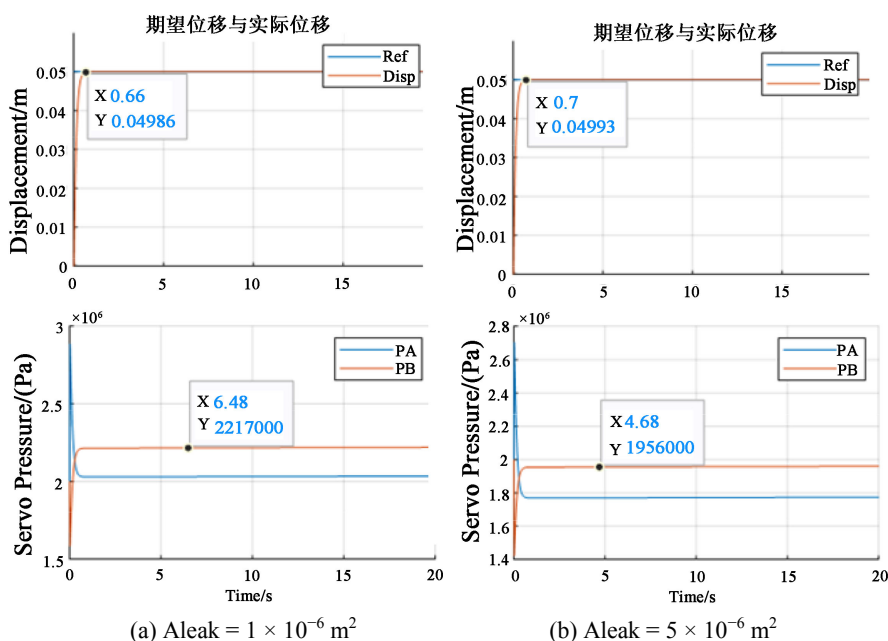 期望位移与实际位移
Displacement/m
0.05
0.04
0.03
0.02
0.01
0
0
5
10
15
Ref
Disp
X 0.66
Y 0.04986
期望位移与实际位移
Displacement/m
0.05
0.04
0.03
0.02
0.01
0
0
5
10
15
Ref
Disp
X 0.7
Y 0.04993
×10⁶
Servo Pressure/(Pa)
3
2.5
2
1.5
0
5
10
15
20
Time/s
PA
PB
X 6.48
Y 2217000
×10⁶
Servo Pressure/(Pa)
2.8
2.6
2.4
2.2
2
1.8
1.6
1.4
0
5
10
15
20
Time/s
PA
PB
X 4.68
Y 1956000
(a) Aleak = 1 × 10⁻⁶ m²
(b) Aleak = 5 × 10⁻⁶ m²